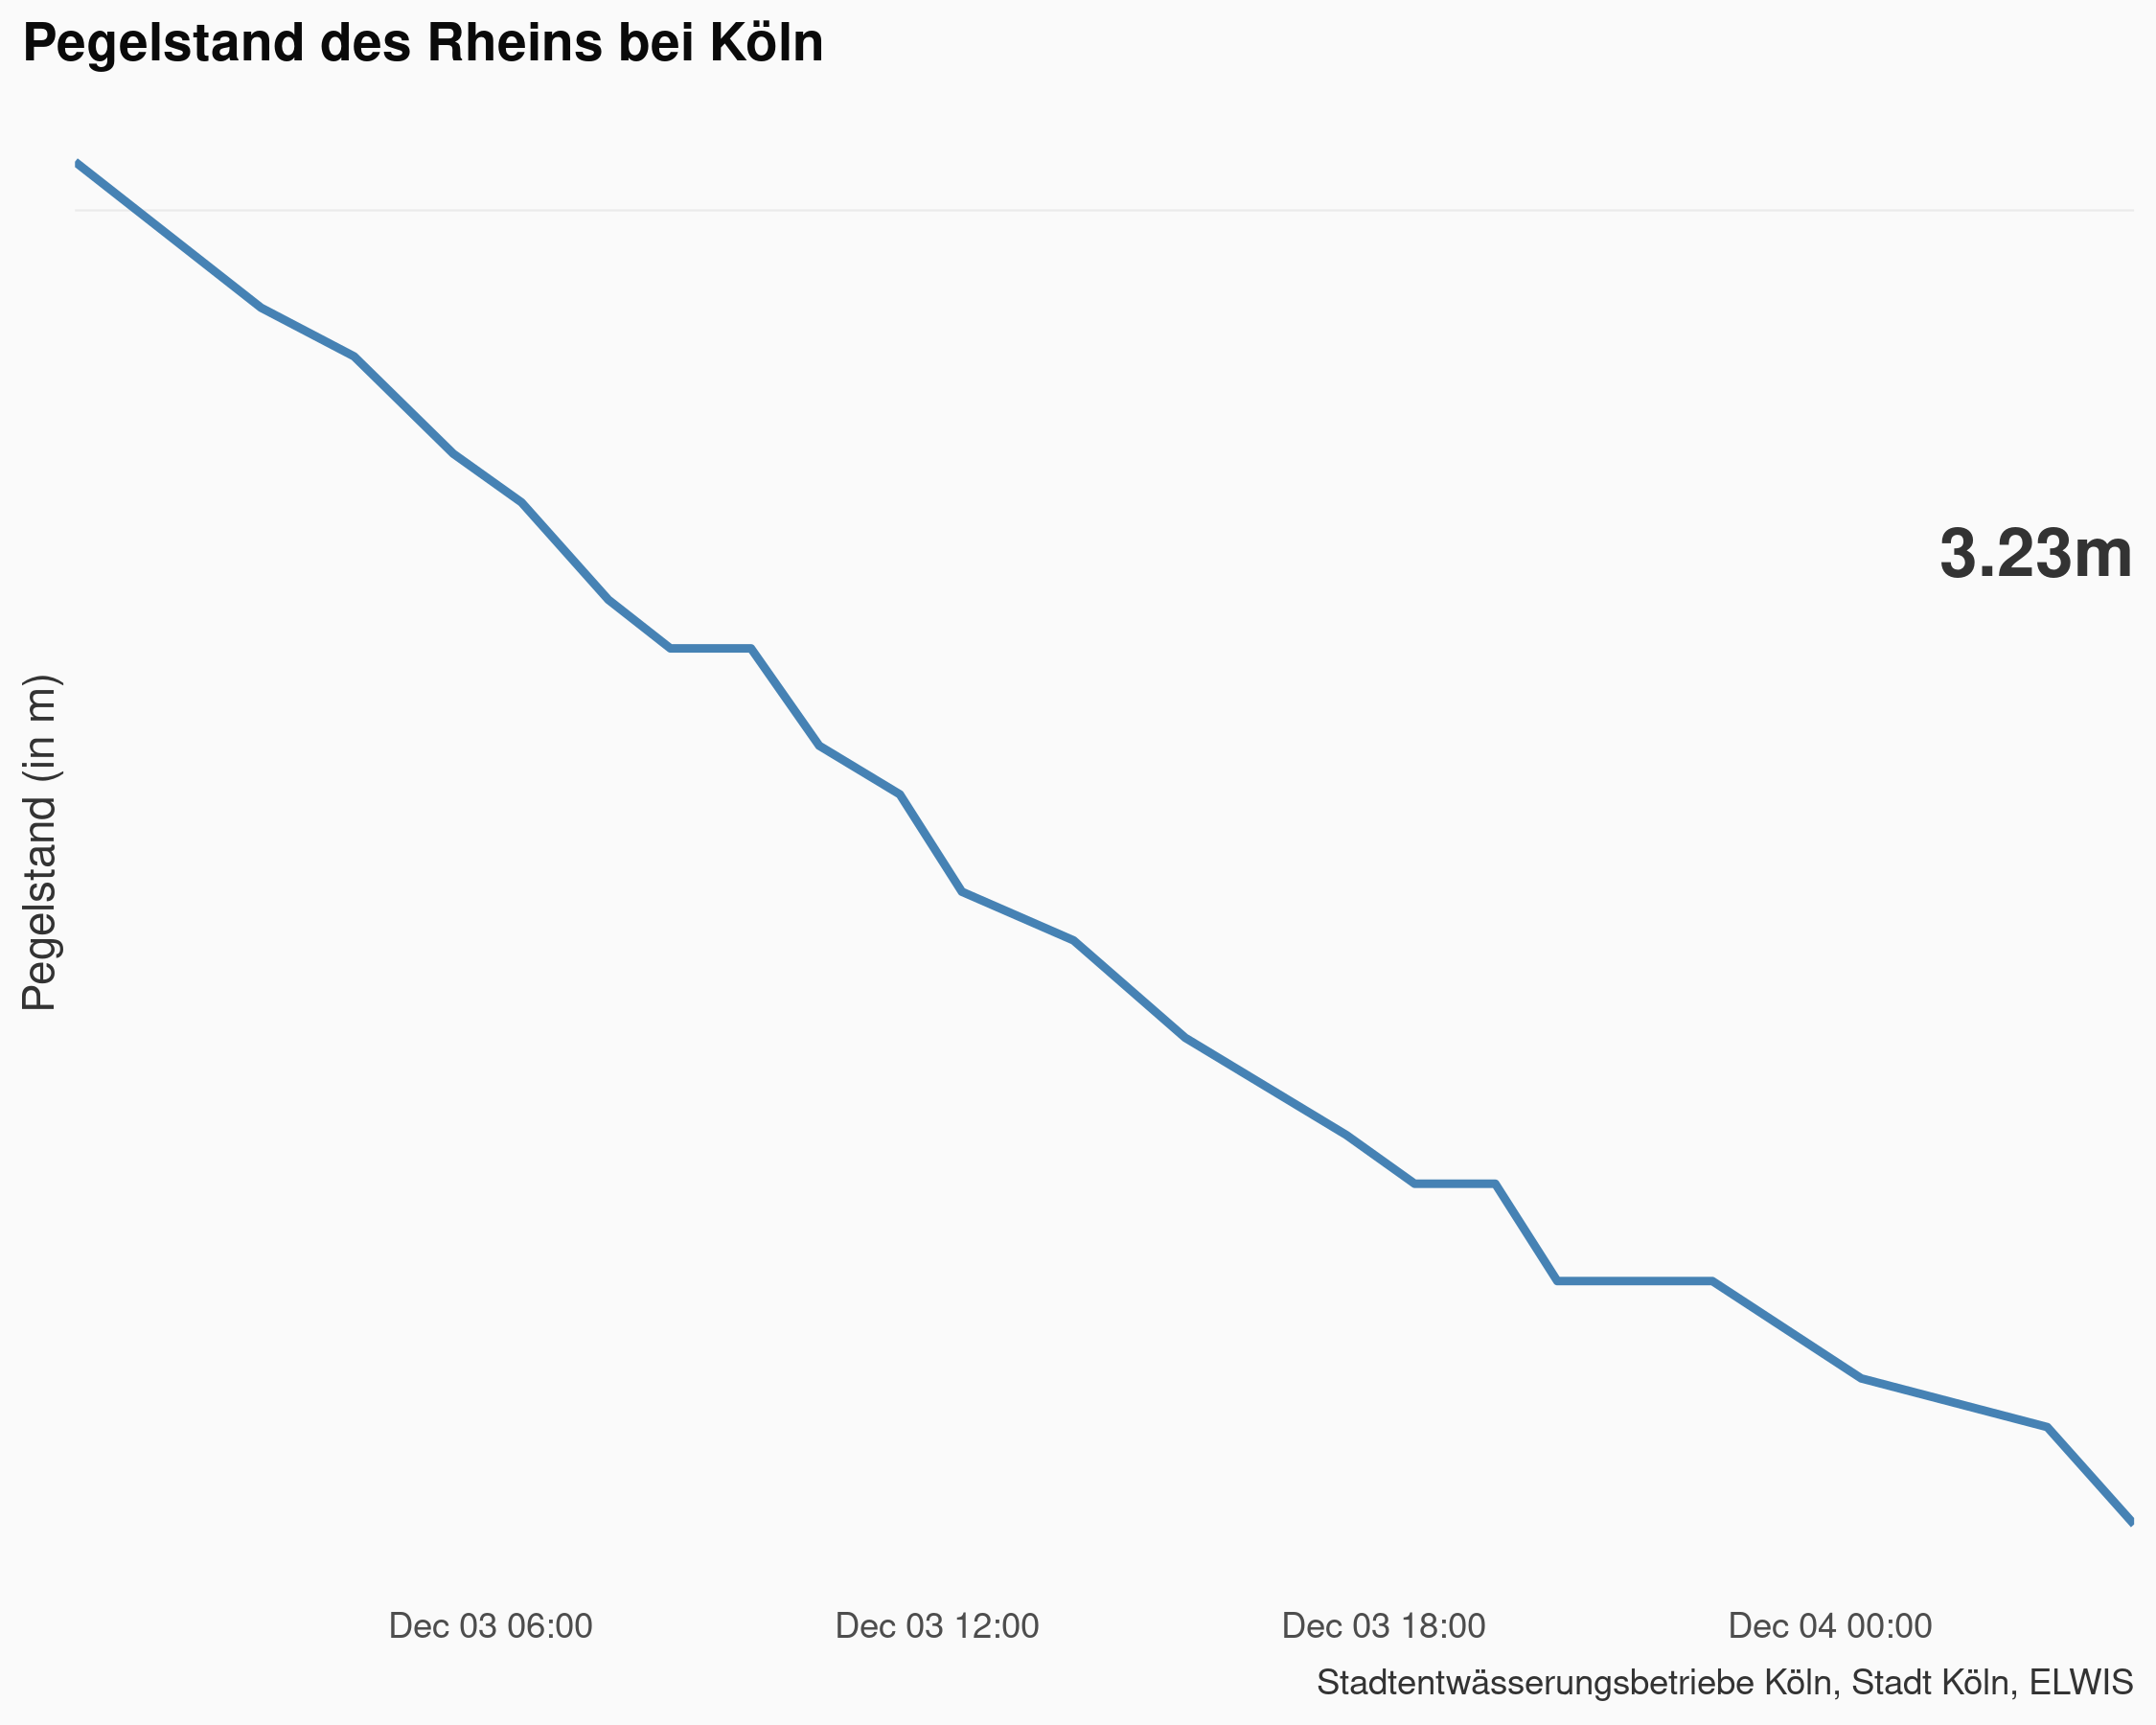 Pegelstand des Rheins bei Köln
3.23m
Pegelstand (in m)
Dec 03 06:00
Dec 03 12:00
Dec 03 18:00
Dec 04 00:00
Stadtentwässerungsbetriebe Köln, Stadt Köln, ELWIS